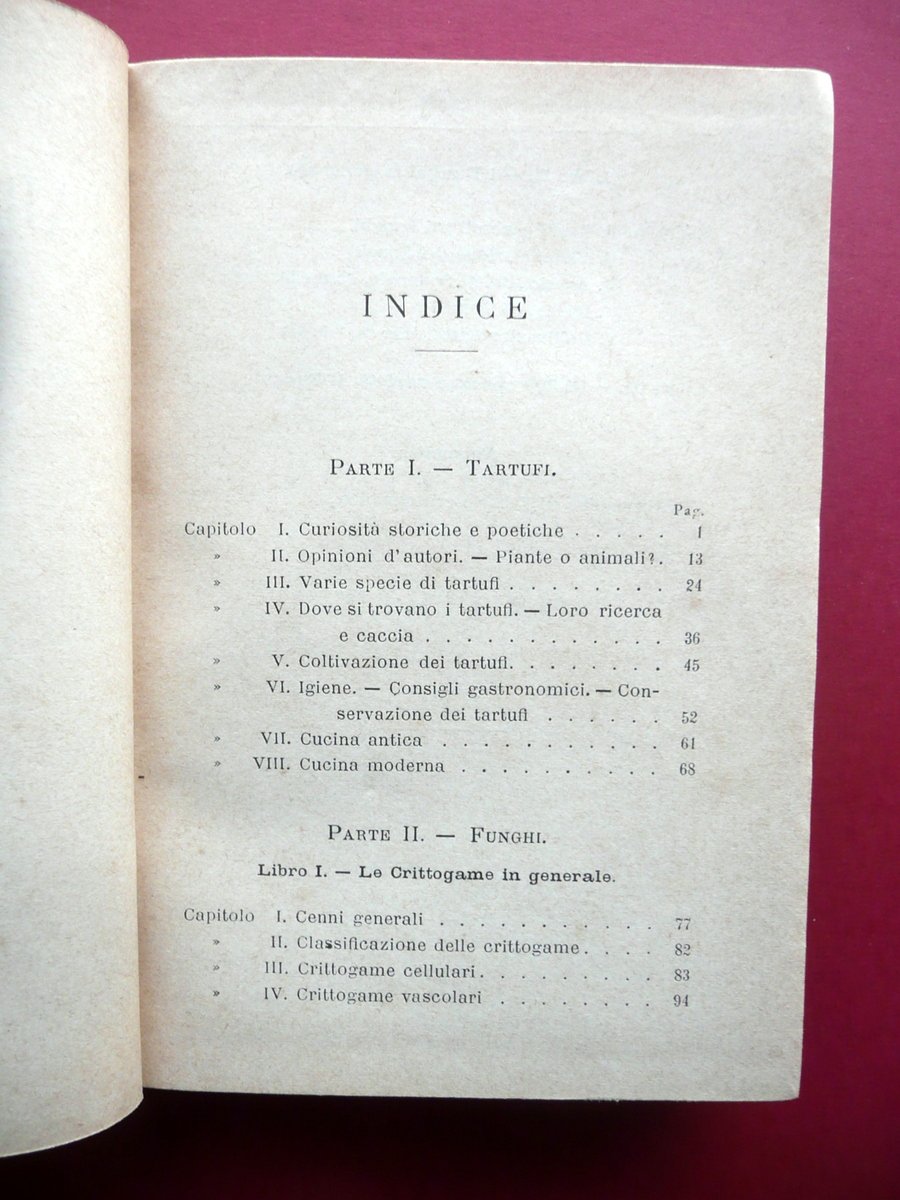 INDICE
PARTE I. — TARTUFI.
Pag.
Capitolo I. Curiosità storiche e poetiche . . . . . 1
» II. Opinioni d'autori. — Piante o animali?. 13
» III. Varie specie di tartufi . . . . . . . . 24
» IV. Dove si trovano i tartufi. — Loro ricerca
e caccia . . . . . . . . . . . . 36
» V. Coltivazione dei tartufi. . . . . . . . 45
» VI. Igiene. — Consigli gastronomici. — Con-
servazione dei tartufi . . . . . . 52
» VII. Cucina antica . . . . . . . . . . . 61
» VIII. Cucina moderna . . . . . . . . . . 68
PARTE II. — FUNGHI.
Libro I. — Le Crittogame in generale.
Capitolo I. Cenni generali . . . . . . . . . . . 77
» II. Classificazione delle crittogame . . . . 82
» III. Crittogame cellulari . . . . . . . . . 83
» IV. Crittogame vascolari . . . . . . . . 94